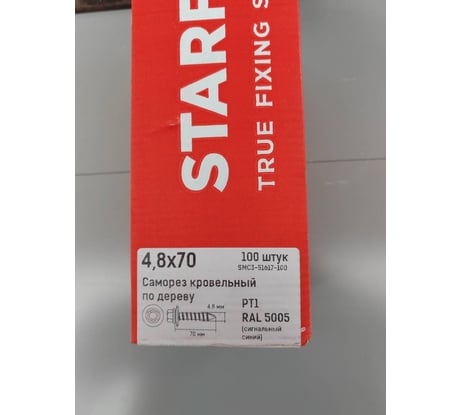 STARF
TRUE FIXING S
4,8x70
100 штук
SMC3-51617-100
Саморез кровельный
по дереву
4,8 мм
70 мм
PT1
RAL 5005
(сигнальный
синий)